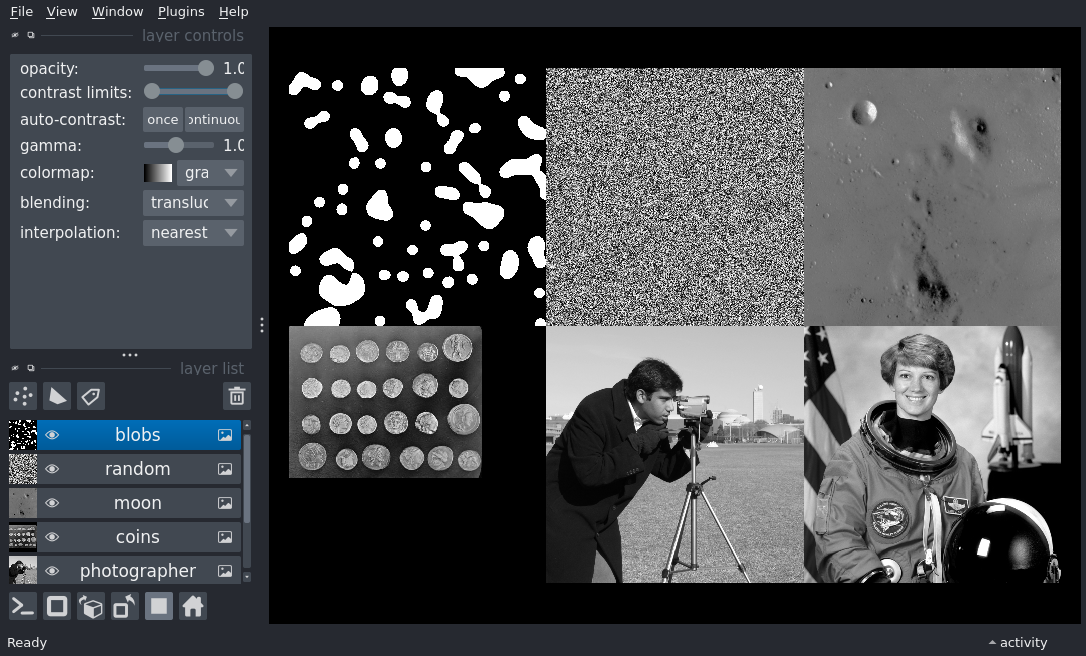 File View Window Plugins Help
layer controls
opacity: 1.0
contrast limits:
auto-contrast: once ontinuou
gamma: 1.0
colormap: gra
blending: transluc
interpolation: nearest
layer list
blobs
random
moon
coins
photographer
Ready
activity